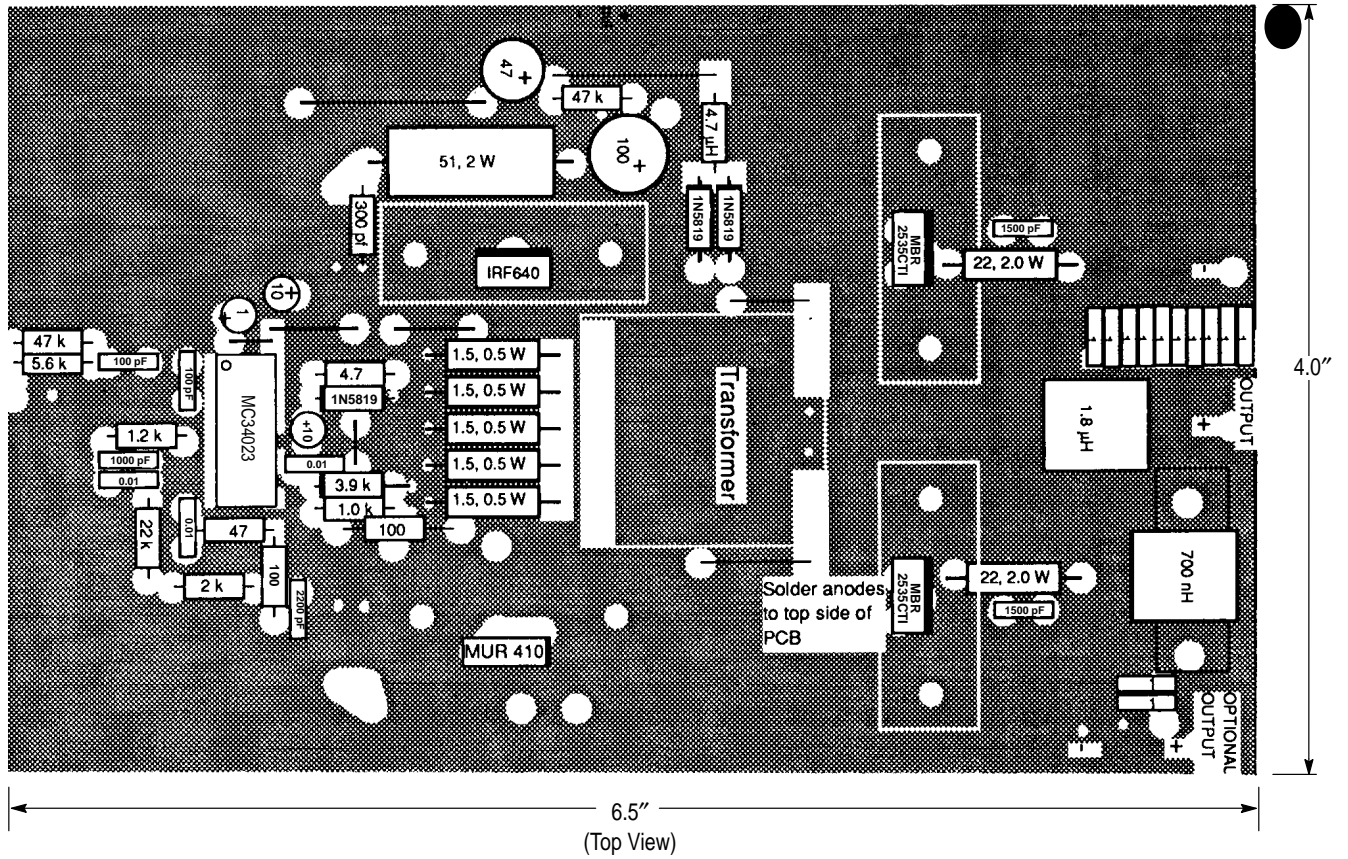 47 +
47 k
4.7 µH
51, 2 W
100 +
300 pf
1N5819
1N5819
IRF640
MBR
2535CTI
1500 pF
22, 2.0 W
-
10 +
1 +
47 k
5.6 k
100 pF
100 pF
MC34023
4.7
1N5819
+10
0.01
3.9 k
1.0 k
100
1.2 k
1000 pF
0.01
22 k
0.01
47
2 k
100
2200 pF
1.5, 0.5 W
1.5, 0.5 W
1.5, 0.5 W
1.5, 0.5 W
1.5, 0.5 W
Transformer
1.8 µH
OUTPUT
+
700 nH
Solder anodes
to top side of
PCB
MBR
2535CTI
22, 2.0 W
1500 pF
MUR 410
OPTIONAL
OUTPUT
- +
4.0″
6.5″
(Top View)